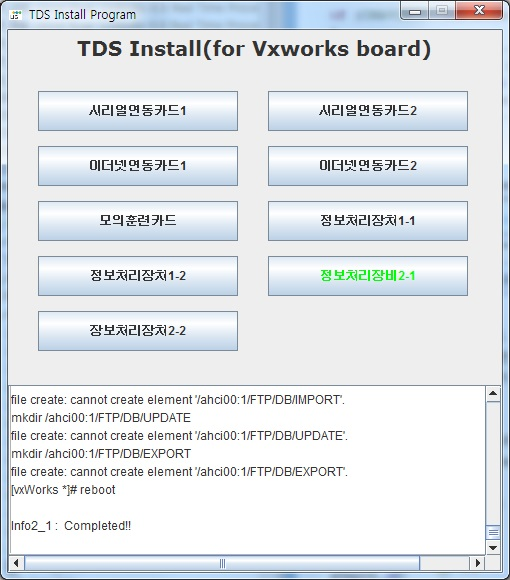 TDS Install Program
TDS Install(for Vxworks board)
시리얼연동카드1
시리얼연동카드2
이더넷연동카드1
이더넷연동카드2
모의훈련카드
정보처리장치1-1
정보처리장치1-2
정보처리장비2-1
장보처리장치2-2
file create: cannot create element '/ahci00:1/FTP/DB/IMPORT'.
mkdir /ahci00:1/FTP/DB/UPDATE
file create: cannot create element '/ahci00:1/FTP/DB/UPDATE'.
mkdir /ahci00:1/FTP/DB/EXPORT
file create: cannot create element '/ahci00:1/FTP/DB/EXPORT'.
[vxWorks *]# reboot
Info2_1 : Completed!!